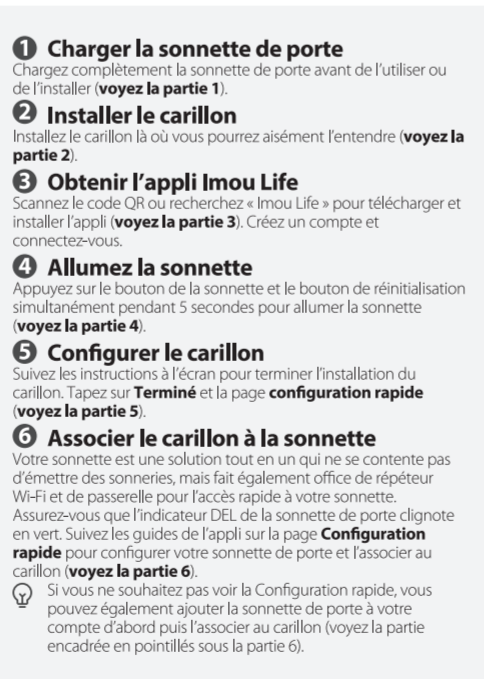 1 Charger la sonnette de porte
Chargez complètement la sonnette de porte avant de l'utiliser ou
de l'installer (voyez la partie 1).
2 Installer le carillon
Installez le carillon là où vous pourrez aisément l'entendre (voyez la
partie 2).
3 Obtenir l'appli Imou Life
Scannez le code QR ou recherchez « Imou Life » pour télécharger et
installer l'appli (voyez la partie 3). Créez un compte et
connectez-vous.
4 Allumez la sonnette
Appuyez sur le bouton de la sonnette et le bouton de réinitialisation
simultanément pendant 5 secondes pour allumer la sonnette
(voyez la partie 4).
5 Configurer le carillon
Suivez les instructions à l'écran pour terminer l'installation du
carillon. Tapez sur Terminé et la page configuration rapide
(voyez la partie 5).
6 Associer le carillon à la sonnette
Votre sonnette est une solution tout en un qui ne se contente pas
d'émettre des sonneries, mais fait également office de répéteur
Wi-Fi et de passerelle pour l'accès rapide à votre sonnette.
Assurez-vous que l'indicateur DEL de la sonnette de porte clignote
en vert. Suivez les guides de l'appli sur la page Configuration
rapide pour configurer votre sonnette de porte et l'associer au
carillon (voyez la partie 6).
Si vous ne souhaitez pas voir la Configuration rapide, vous
pouvez également ajouter la sonnette de porte à votre
compte d'abord puis l'associer au carillon (voyez la partie
encadrée en pointillés sous la partie 6).